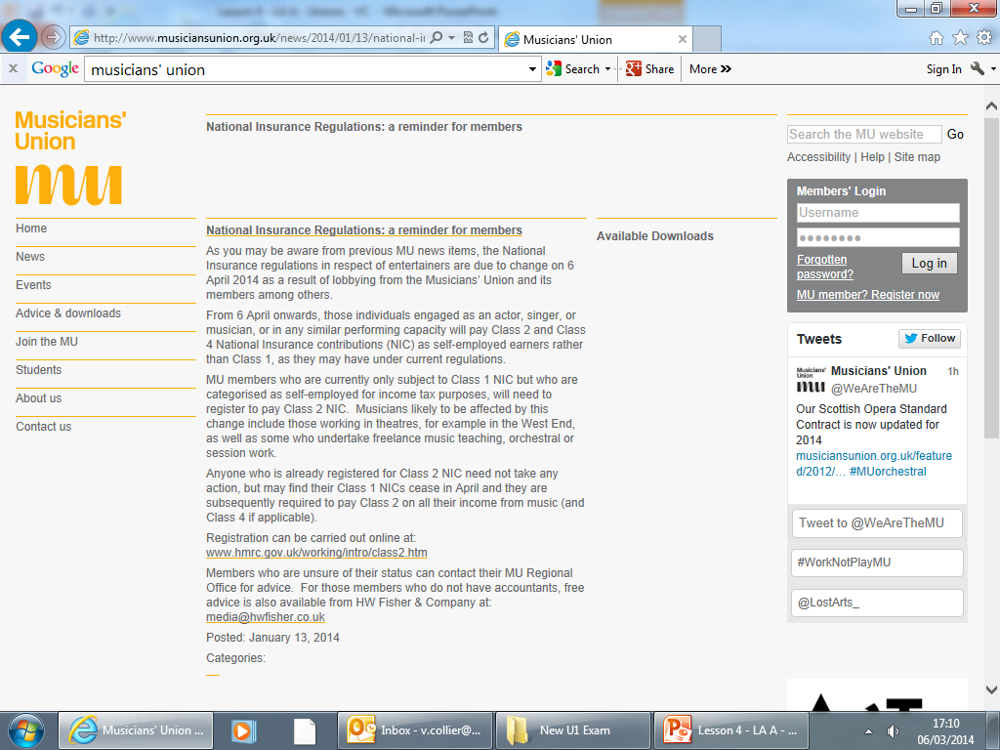 Lesson 4 - LA A - Unions - YC - Microsoft PowerPoint
http://www.musiciansunion.org.uk/news/2014/01/13/national-in
Musicians' Union
x Google musicians' union Search Share More Sign In
Musicians'
Union
mu
National Insurance Regulations: a reminder for members
Search the MU website Go
Accessibility | Help | Site map
Members' Login
Username
Forgotten
password?
Log in
MU member? Register now
Home
News
Events
Advice & downloads
Join the MU
Students
About us
Contact us
National Insurance Regulations: a reminder for members
As you may be aware from previous MU news items, the National
Insurance regulations in respect of entertainers are due to change on 6
April 2014 as a result of lobbying from the Musicians' Union and its
members among others.
From 6 April onwards, those individuals engaged as an actor, singer, or
musician, or in any similar performing capacity will pay Class 2 and Class
4 National Insurance contributions (NIC) as self-employed earners rather
than Class 1, as they may have under current regulations.
MU members who are currently only subject to Class 1 NIC but who are
categorised as self-employed for income tax purposes, will need to
register to pay Class 2 NIC. Musicians likely to be affected by this
change include those working in theatres, for example in the West End,
as well as some who undertake freelance music teaching, orchestral or
session work.
Anyone who is already registered for Class 2 NIC need not take any
action, but may find their Class 1 NICs cease in April and they are
subsequently required to pay Class 2 on all their income from music (and
Class 4 if applicable).
Registration can be carried out online at:
www.hmrc.gov.uk/working/intro/class2.htm
Members who are unsure of their status can contact their MU Regional
Office for advice. For those members who do not have accountants, free
advice is also available from HW Fisher & Company at:
media@hwfisher.co.uk
Posted: January 13, 2014
Categories:
Available Downloads
Tweets
Follow
Musicians'
Union
mu
Musicians' Union 1h
@WeAreTheMU
Our Scottish Opera Standard
Contract is now updated for
2014
musiciansunion.org.uk/feature
d/2012/… #MUorchestral
Tweet to @WeAreTheMU
#WorkNotPlayMU
@LostArts_
Musicians' Union ...
Inbox - v.collier@...
New U1 Exam
Lesson 4 - LA A - ...
17:10
06/03/2014